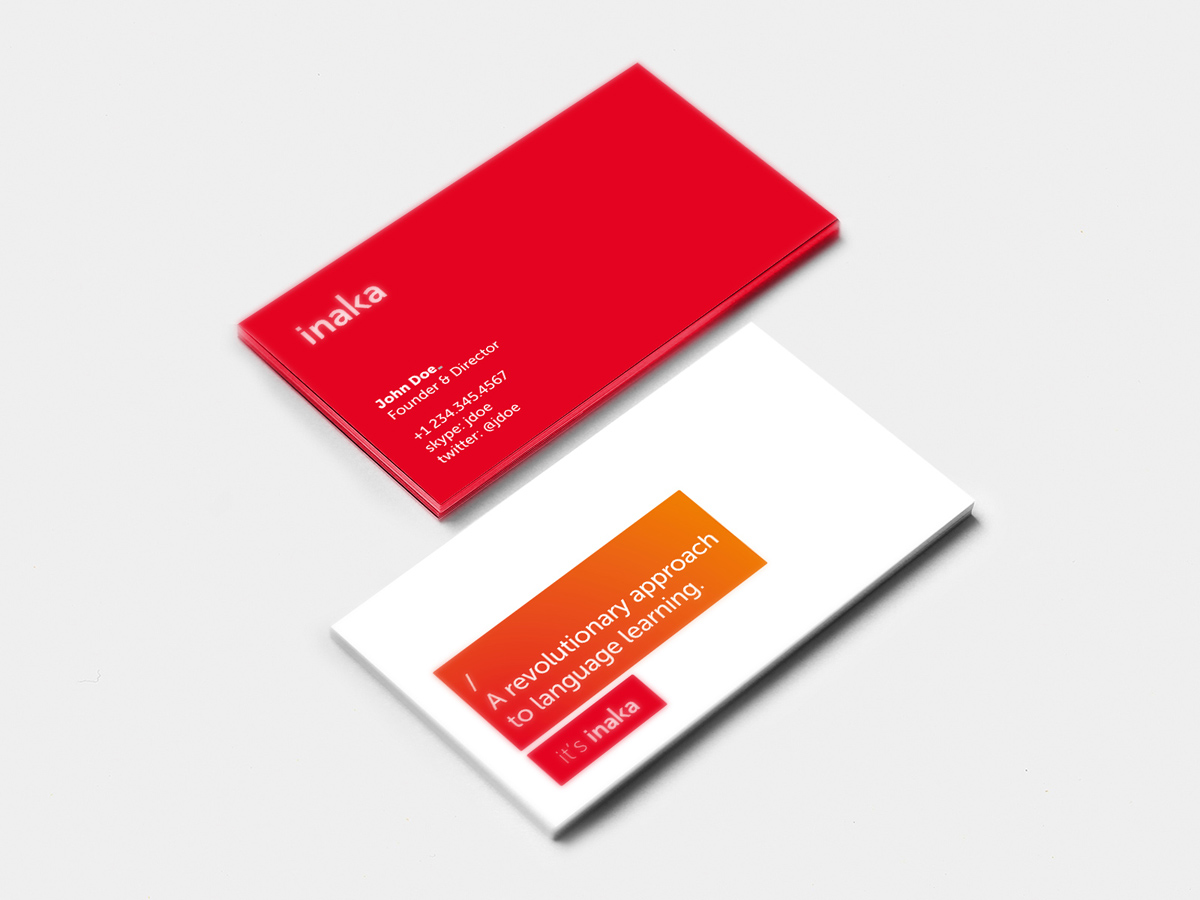 inaka
John Doe_
Founder & Director
+1 234.345.4567
skype: jdoe
twitter: @jdoe
/
A revolutionary approach
to language learning.
it's inaka